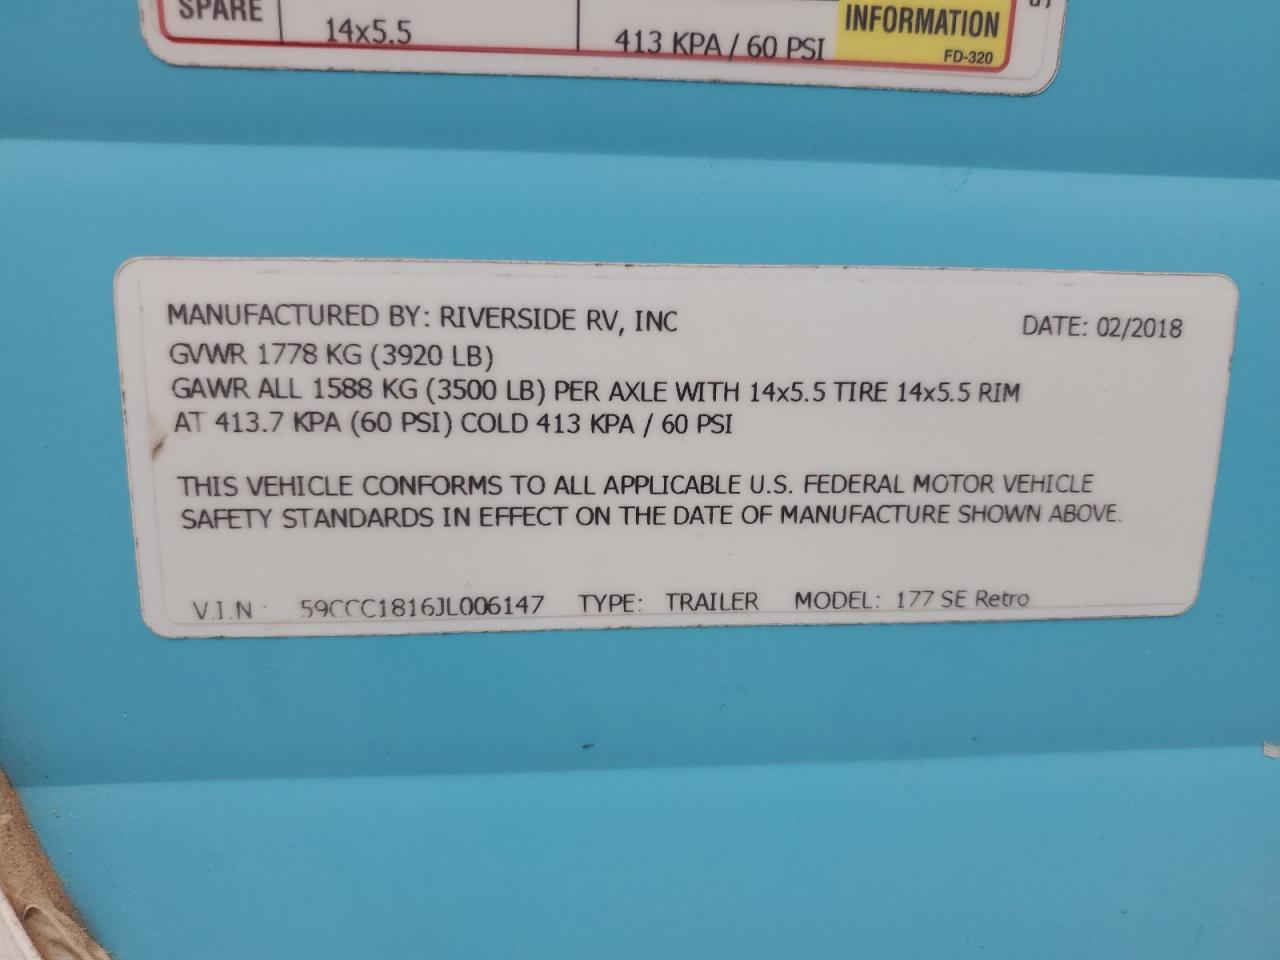 SPARE 14x5.5 413 KPA / 60 PSI INFORMATION
FD-320
MANUFACTURED BY: RIVERSIDE RV, INC DATE: 02/2018
GVWR 1778 KG (3920 LB)
GAWR ALL 1588 KG (3500 LB) PER AXLE WITH 14x5.5 TIRE 14x5.5 RIM
AT 413.7 KPA (60 PSI) COLD 413 KPA / 60 PSI
THIS VEHICLE CONFORMS TO ALL APPLICABLE U.S. FEDERAL MOTOR VEHICLE
SAFETY STANDARDS IN EFFECT ON THE DATE OF MANUFACTURE SHOWN ABOVE.
V.I.N : 59CCC1816JL006147 TYPE: TRAILER MODEL: 177 SE Retro